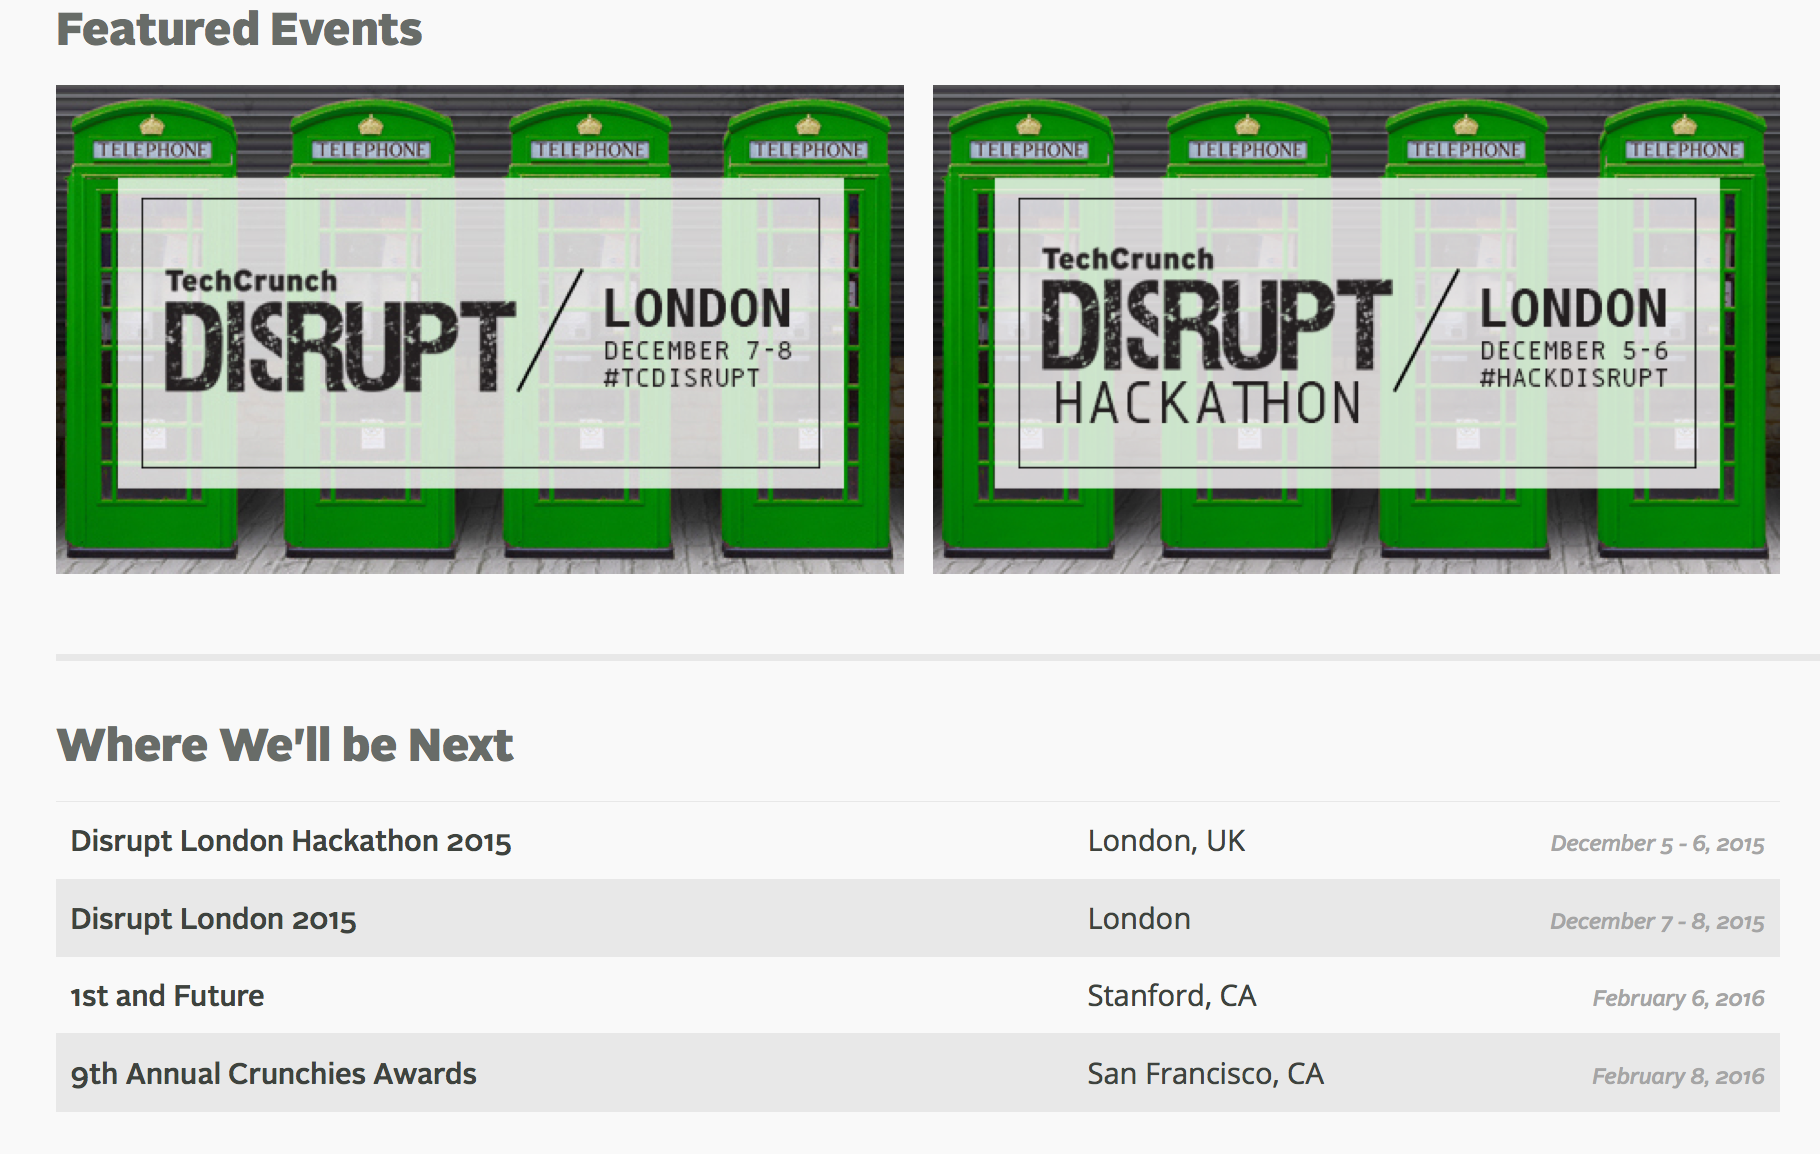 Featured Events
TELEPHONE TELEPHONE TELEPHONE TELEPHONE
TechCrunch
DISRUPT
LONDON
DECEMBER 7-8
#TCDISRUPT
TELEPHONE TELEPHONE TELEPHONE TELEPHONE
TechCrunch
DISRUPT
HACKATHON
LONDON
DECEMBER 5-6
#HACKDISRUPT
Where We'll be Next
Disrupt London Hackathon 2015 London, UK December 5 - 6, 2015
Disrupt London 2015 London December 7 - 8, 2015
1st and Future Stanford, CA February 6, 2016
9th Annual Crunchies Awards San Francisco, CA February 8, 2016